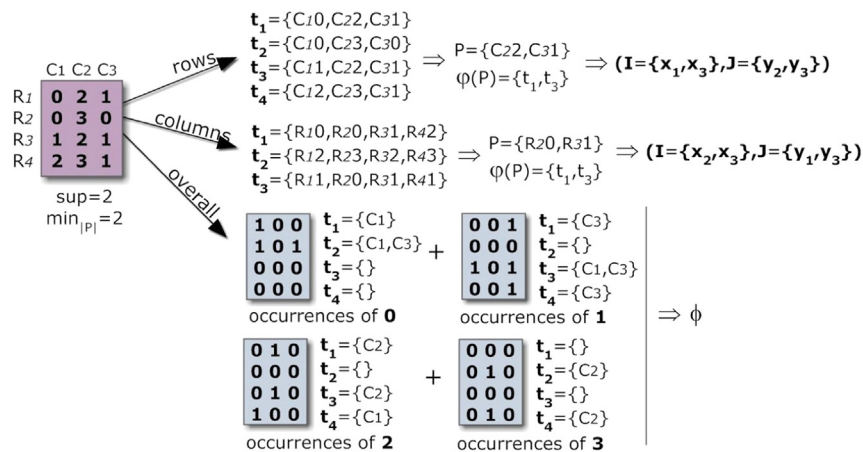 C1 C2 C3
R1 0 2 1
R2 0 3 0
R3 1 2 1
R4 2 3 1
sup=2
min|P|=2
rows
t1={C10,C22,C31}
t2={C10,C23,C30}
t3={C11,C22,C31}
t4={C12,C23,C31}
⇒ P={C22,C31}
φ(P)={t1,t3}
⇒ (I={x1,x3},J={y2,y3})
columns
t1={R10,R20,R31,R42}
t2={R12,R23,R32,R43}
t3={R11,R20,R31,R41}
⇒ P={R20,R31}
φ(P)={t1,t3}
⇒ (I={x2,x3},J={y1,y3})
overall
1 0 0 t1={C1}
1 0 1 t2={C1,C3}
0 0 0 t3={}
0 0 0 t4={}
occurrences of 0
+
0 0 1 t1={C3}
0 0 0 t2={}
1 0 1 t3={C1,C3}
0 0 1 t4={C3}
occurrences of 1
0 1 0 t1={C2}
0 0 0 t2={}
0 1 0 t3={C2}
1 0 0 t4={C1}
occurrences of 2
+
0 0 0 t1={}
0 1 0 t2={C2}
0 0 0 t3={}
0 1 0 t4={C2}
occurrences of 3
⇒ ϕ